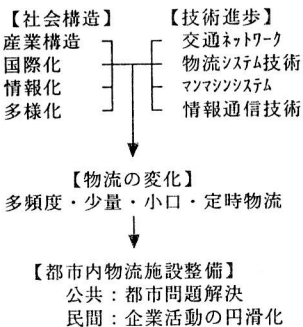 【社会構造】 【技術進歩】
産業構造 交通ネットワーク
国際化 物流システム技術
情報化 マンマシンシステム
多様化 情報通信技術
【物流の変化】
多頻度・少量・小口・定時物流
【都市内物流施設整備】
公共：都市問題解決
民間：企業活動の円滑化